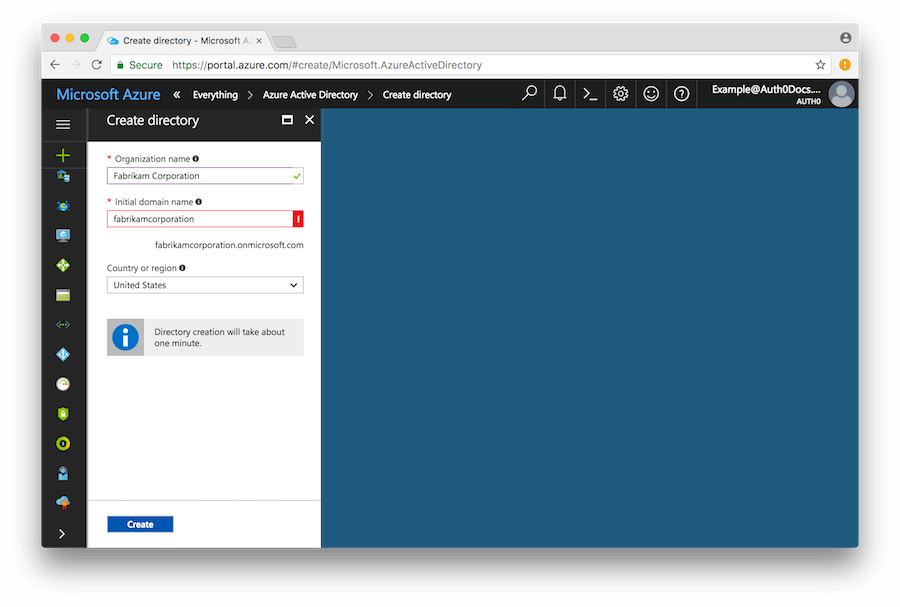 Create directory - Microsoft Az
Secure https://portal.azure.com/#create/Microsoft.AzureActiveDirectory
Microsoft Azure « Everything > Azure Active Directory > Create directory
Example@Auth0Docs....
AUTH0
Create directory
* Organization name
Fabrikam Corporation
* Initial domain name
fabrikamcorporation
fabrikamcorporation.onmicrosoft.com
Country or region
United States
Directory creation will take about
one minute.
Create